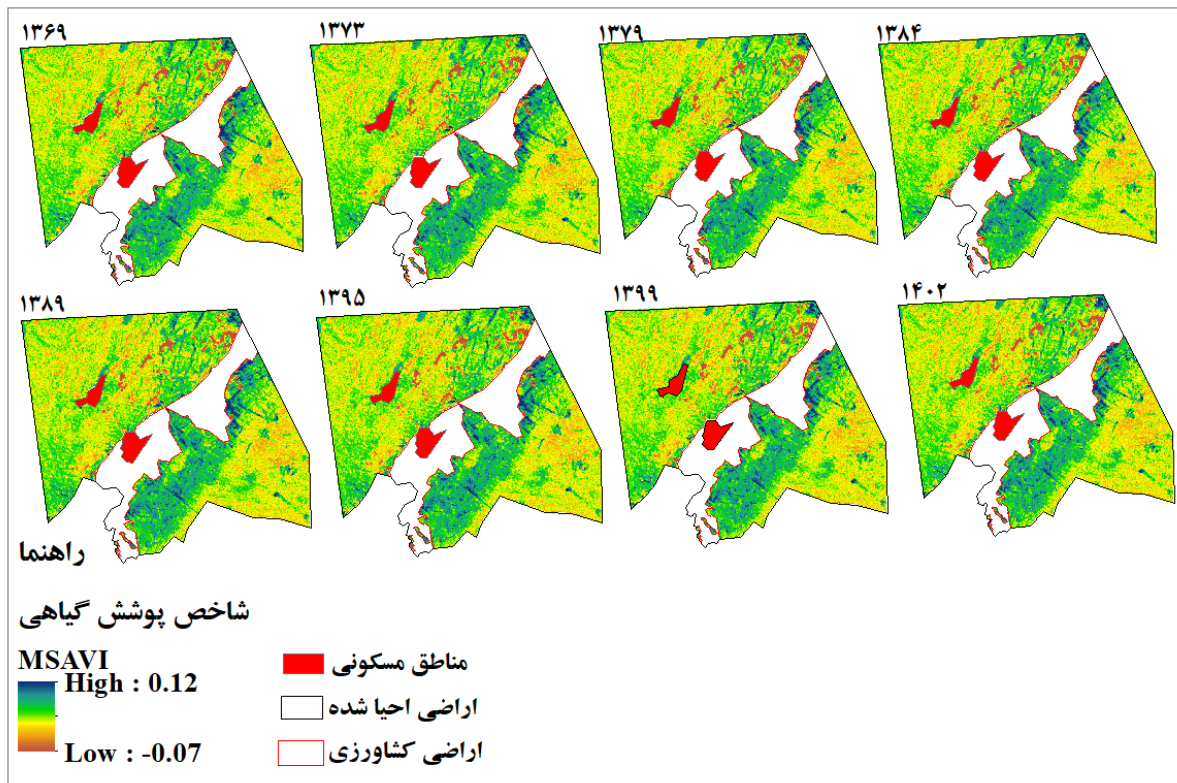 ۱۳۶۹
۱۳۷۳
۱۳۷۹
۱۳۸۴
۱۳۸۹
۱۳۹۵
۱۳۹۹
۱۴۰۲
راهنما
شاخص پوشش گیاهی
MSAVI
High : 0.12
Low : -0.07
مناطق مسکونی
اراضی احیا شده
اراضی کشاورزی